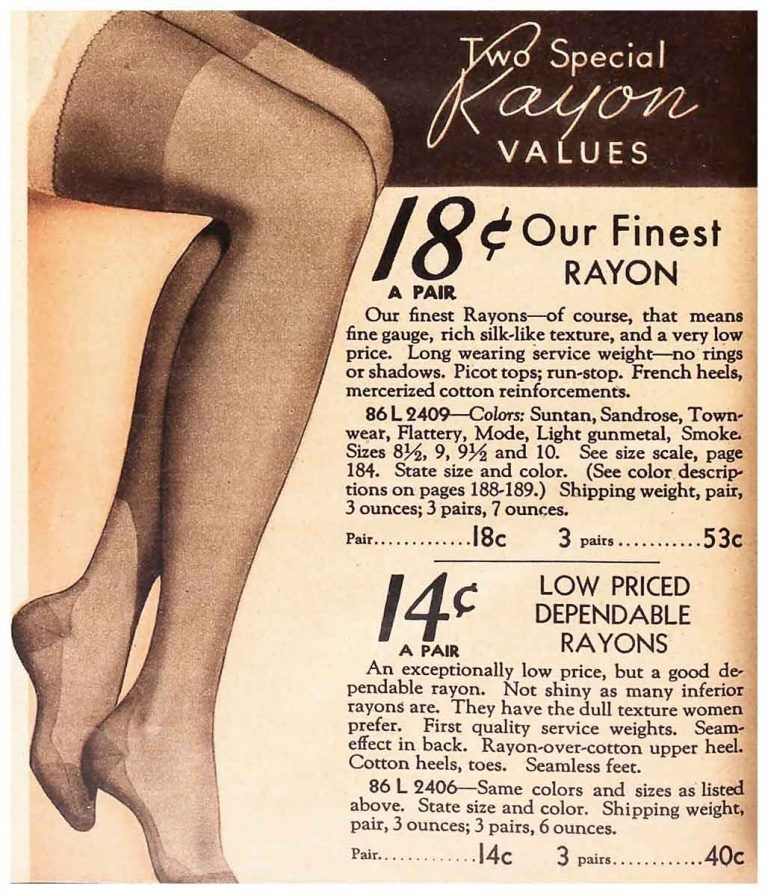 Two Special
Rayon
VALUES
18¢ Our Finest
RAYON
A PAIR
Our finest Rayons—of course, that means
fine gauge, rich silk-like texture, and a very low
price. Long wearing service weight—no rings
or shadows. Picot tops; run-stop. French heels,
mercerized cotton reinforcements.
86 L 2409—Colors: Suntan, Sandrose, Town-
wear, Flattery, Mode, Light gunmetal, Smoke.
Sizes 8½, 9, 9½ and 10. See size scale, page
184. State size and color. (See color descrip-
tions on pages 188-189.) Shipping weight, pair,
3 ounces; 3 pairs, 7 ounces.
Pair.............18c 3 pairs...........53c
14¢ LOW PRICED
DEPENDABLE
RAYONS
A PAIR
An exceptionally low price, but a good de-
pendable rayon. Not shiny as many inferior
rayons are. They have the dull texture women
prefer. First quality service weights. Seam-
effect in back. Rayon-over-cotton upper heel.
Cotton heels, toes. Seamless feet.
86 L 2406—Same colors and sizes as listed
above. State size and color. Shipping weight,
pair, 3 ounces; 3 pairs, 6 ounces.
Pair.............14c 3 pairs............40c